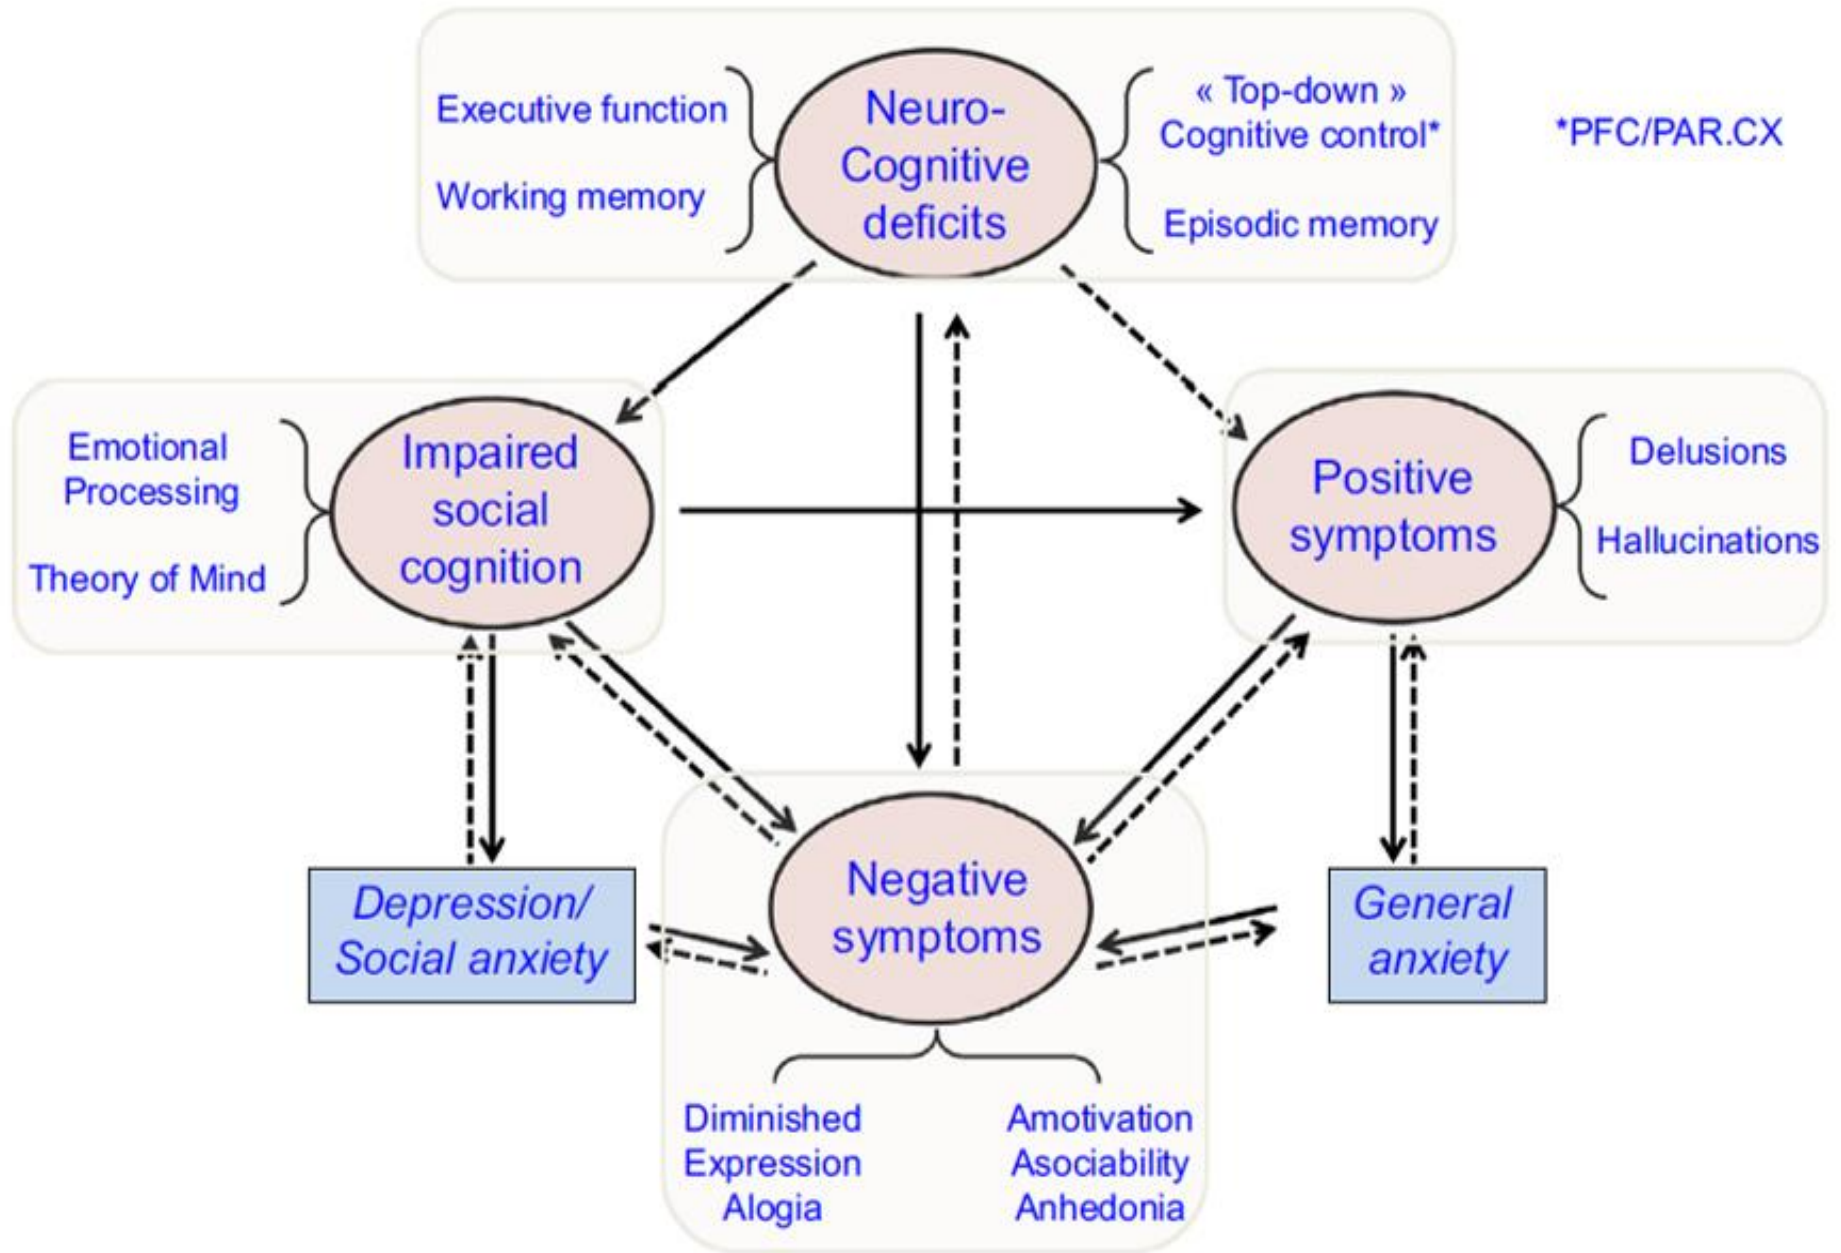 Executive function
Working memory
Neuro-
Cognitive
deficits
« Top-down »
Cognitive control*
Episodic memory
*PFC/PAR.CX
Emotional
Processing
Theory of Mind
Impaired
social
cognition
Positive
symptoms
Delusions
Hallucinations
Depression/
Social anxiety
Negative
symptoms
General
anxiety
Diminished
Expression
Alogia
Amotivation
Asociability
Anhedonia